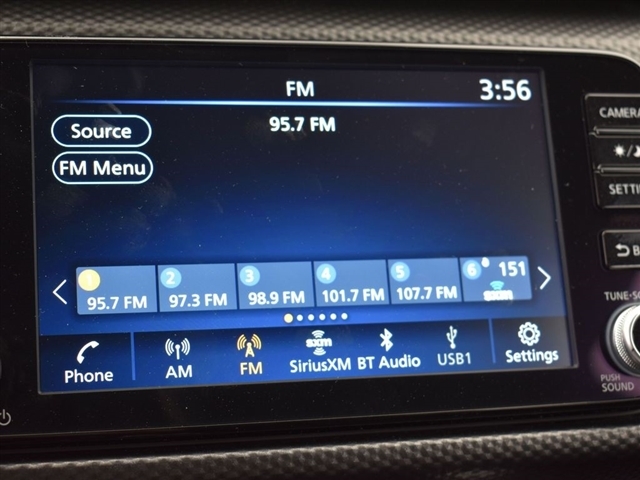 FM 3:56
Source 95.7 FM
FM Menu
1 2 3 4 5 6 151
95.7 FM 97.3 FM 98.9 FM 101.7 FM 107.7 FM sxm
Phone AM FM SiriusXM BT Audio USB1 Settings
sxm
CAMERA
SETTI
B
TUNE-SC
PUSH
SOUND